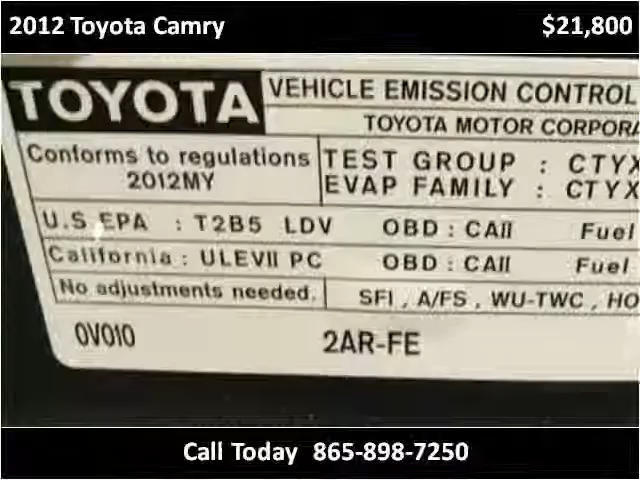 2012 Toyota Camry $21,800
TOYOTA VEHICLE EMISSION CONTROL
TOYOTA MOTOR CORPORA
Conforms to regulations TEST GROUP : CTYX
2012MY EVAP FAMILY : CTYX
U.S.EPA : T2B5 LDV OBD : CAII Fuel
California : ULEVII PC OBD : CAII Fuel
No adjustments needed. SFI , A/FS , WU-TWC , HO
0V010 2AR-FE
Call Today 865-898-7250